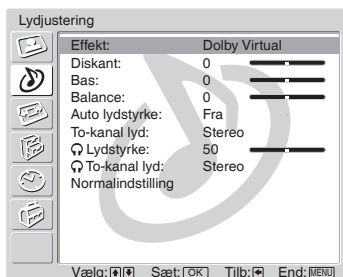 Lydjustering
Effekt: Dolby Virtual
Diskant: 0
Bas: 0
Balance: 0
Auto lydstyrke: Fra
To-kanal lyd: Stereo
Lydstyrke: 50
To-kanal lyd: Stereo
Normalindstilling
Vælg: Sæt: OK Tilb: End: MENU